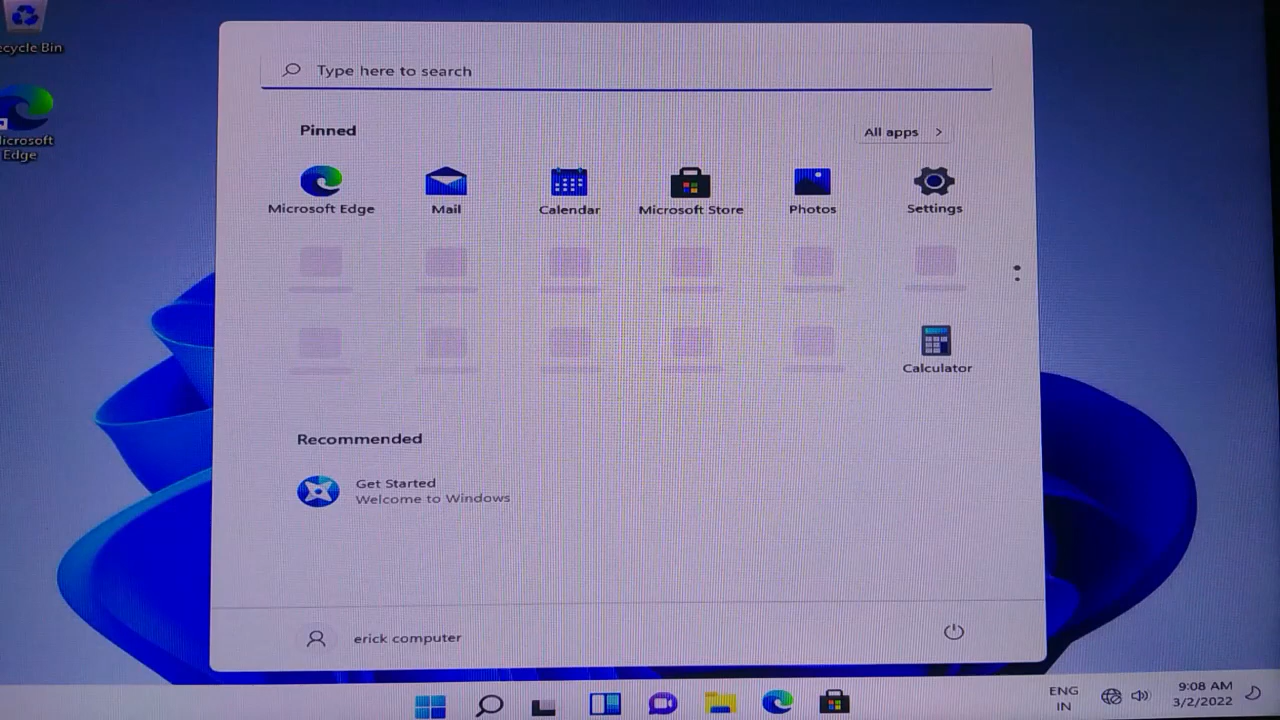 Recycle Bin
Microsoft
Edge
Type here to search
Pinned
All apps >
Microsoft Edge
Mail
Calendar
Microsoft Store
Photos
Settings
Calculator
Recommended
Get Started
Welcome to Windows
erick computer
ENG
IN
9:08 AM
3/2/2022